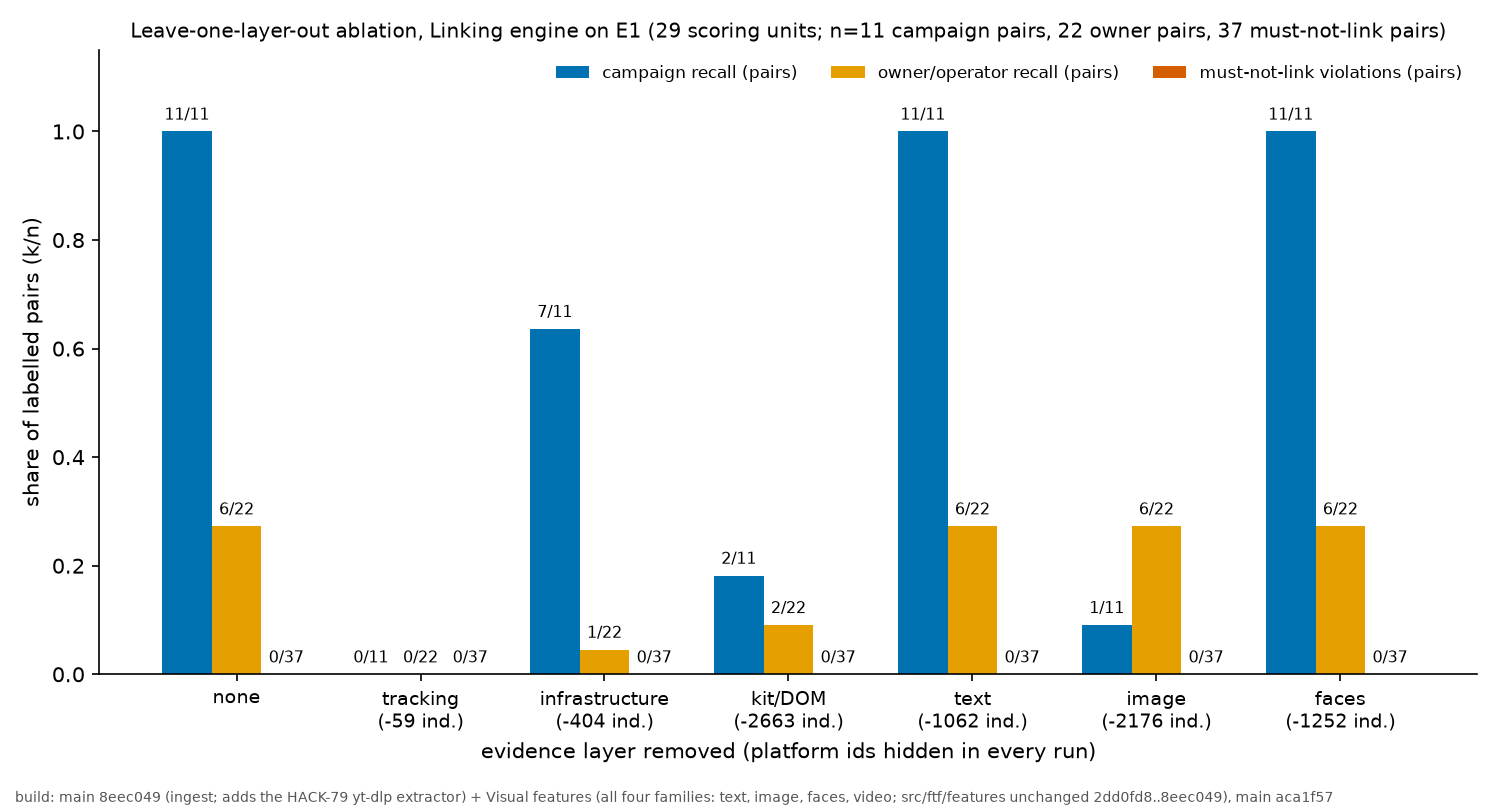 Leave-one-layer-out ablation, Linking engine on E1 (29 scoring units; n=11 campaign pairs, 22 owner pairs, 37 must-not-link pairs)
campaign recall (pairs) owner/operator recall (pairs) must-not-link violations (pairs)
share of labelled pairs (k/n)
1.0
0.8
0.6
0.4
0.2
0.0
11/11 6/22 0/37
0/11 0/22 0/37
7/11 1/22 0/37
2/11 2/22 0/37
11/11 6/22 0/37
1/11 6/22 0/37
11/11 6/22 0/37
none tracking infrastructure kit/DOM text image faces
(-59 ind.) (-404 ind.) (-2663 ind.) (-1062 ind.) (-2176 ind.) (-1252 ind.)
evidence layer removed (platform ids hidden in every run)
build: main 8eec049 (ingest; adds the HACK-79 yt-dlp extractor) + Visual features (all four families: text, image, faces, video; src/ftf/features unchanged 2dd0fd8..8eec049), main aca1f57